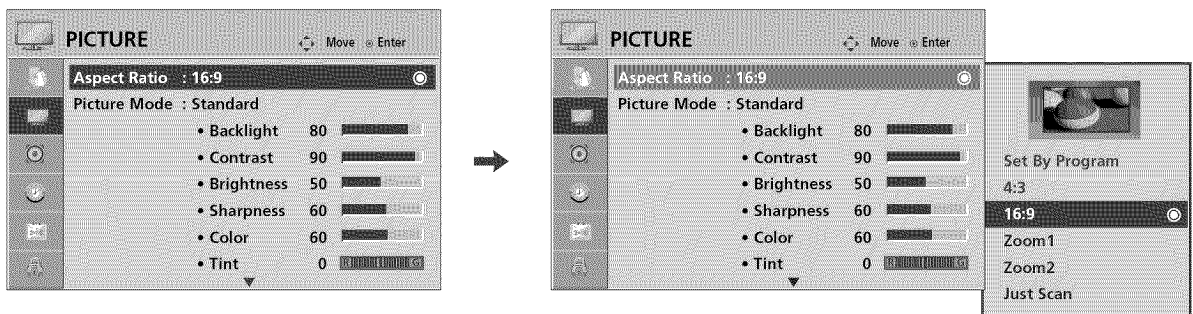 PICTURE
Move Enter
Aspect Ratio : 16:9
Picture Mode : Standard
• Backlight 80
• Contrast 90
• Brightness 50
• Sharpness 60
• Color 60
• Tint 0 R G
PICTURE
Move Enter
Aspect Ratio : 16:9
Picture Mode : Standard
• Backlight 80
• Contrast 90
• Brightness 50
• Sharpness 60
• Color 60
• Tint 0 R G
Set By Program
4:3
16:9
Zoom1
Zoom2
Just Scan